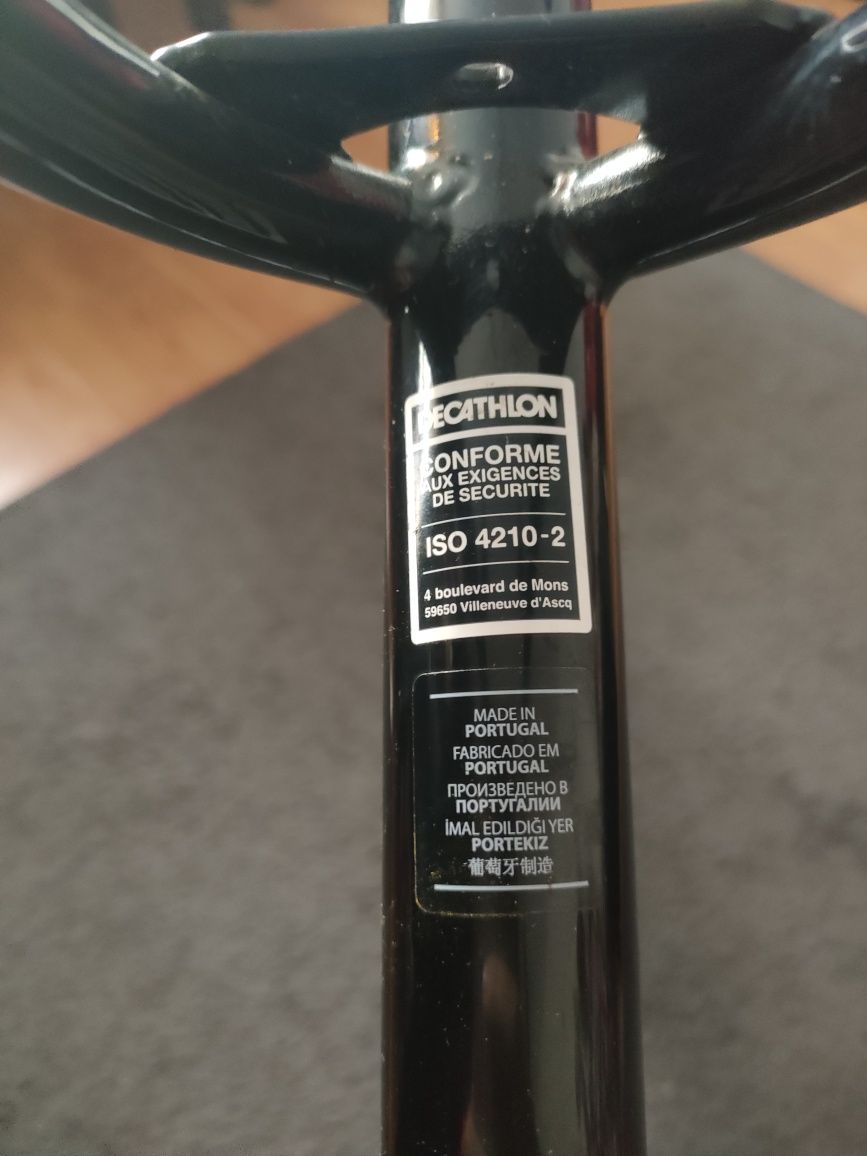 DECATHLON
CONFORME
AUX EXIGENCES
DE SECURITE
ISO 4210-2
4 boulevard de Mons
59650 Villeneuve d'Ascq
MADE IN
PORTUGAL
FABRICADO EM
PORTUGAL
ПРОИЗВЕДЕНО В
ПОРТУГАЛИИ
İMAL EDILDIĞI YER
PORTEKIZ
葡萄牙制造